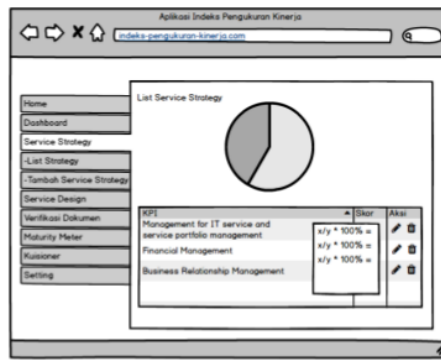 Aplikasi Indeks Pengukuran Kinerja
indeks-pengukuran-kinerja.com
Home
Dashboard
Service Strategy
-List Strategy
-Tambah Service Strategy
Service Design
Verifikasi Dokumen
Maturity Meter
Kuisioner
Setting
List Service Strategy
KPI Skor Aksi
Management for IT service and
service portfolio management
Financial Management
Business Relationship Management
x/y * 100% =
x/y * 100% =
x/y * 100% =